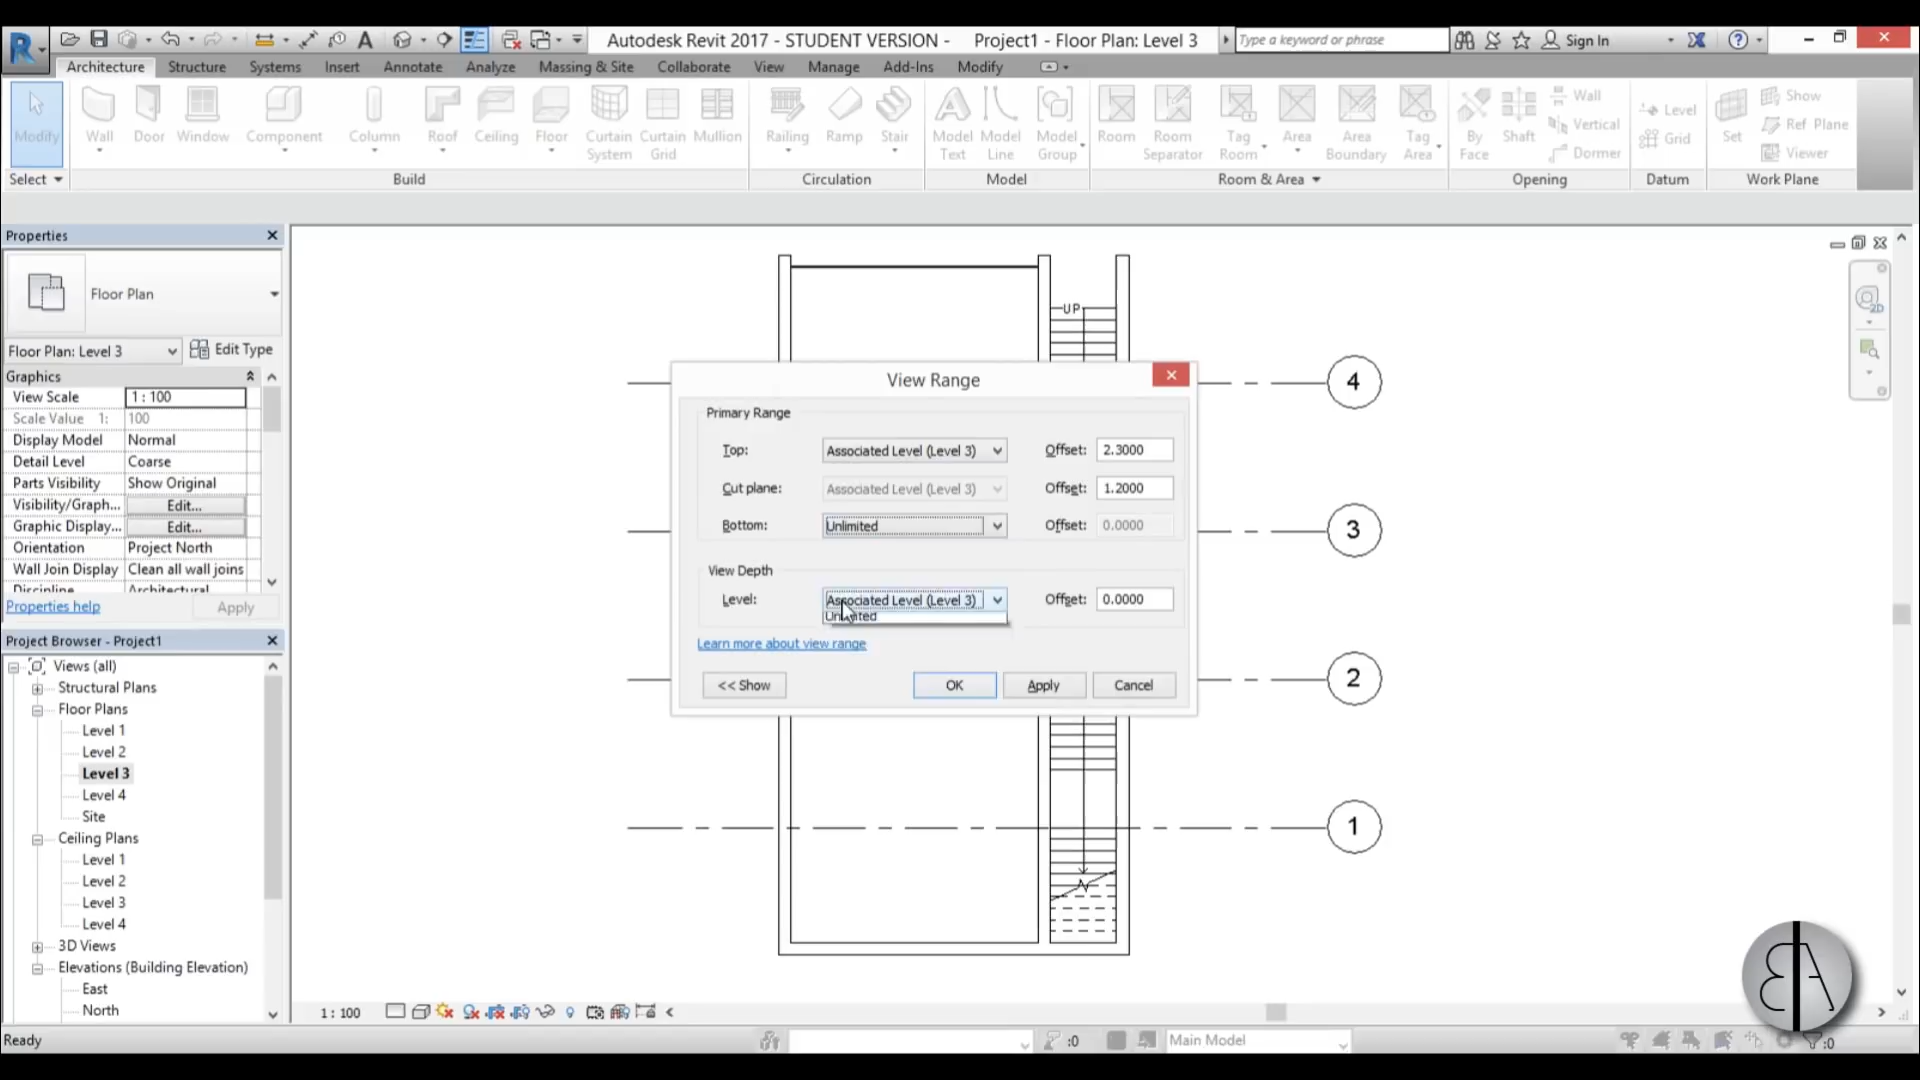 Autodesk Revit 2017 - STUDENT VERSION - Project1 - Floor Plan: Level 3
Type a keyword or phrase
Sign In
Architecture Structure Systems Insert Annotate Analyze Massing & Site Collaborate View Manage Add-Ins Modify
Modify Wall Door Window Component Column Roof Ceiling Floor Curtain System Curtain Grid Mullion Railing Ramp Stair Model Text Model Line Model Group Room Room Separator Tag Room Area Area Boundary Tag Area By Face Shaft Wall Vertical Dormer Level Grid Set Show Ref Plane Viewer
Select Build Circulation Model Room & Area Opening Datum Work Plane
Properties
Floor Plan
Floor Plan: Level 3 Edit Type
Graphics
View Scale 1 : 100
Scale Value 1: 100
Display Model Normal
Detail Level Coarse
Parts Visibility Show Original
Visibility/Graph... Edit...
Graphic Display... Edit...
Orientation Project North
Wall Join Display Clean all wall joins
Discipline Architectural
Properties help Apply
Project Browser - Project1
Views (all)
Structural Plans
Floor Plans
Level 1
Level 2
Level 3
Level 4
Site
Ceiling Plans
Level 1
Level 2
Level 3
Level 4
3D Views
Elevations (Building Elevation)
East
North
UP
4
3
2
1
2D
View Range
Primary Range
Top: Associated Level (Level 3) Offset: 2.3000
Cut plane: Associated Level (Level 3) Offset: 1.2000
Bottom: Unlimited Offset: 0.0000
View Depth
Level: Associated Level (Level 3) Offset: 0.0000
Unlimited
Learn more about view range
<< Show OK Apply Cancel
1 : 100
Ready
:0
Main Model
:0